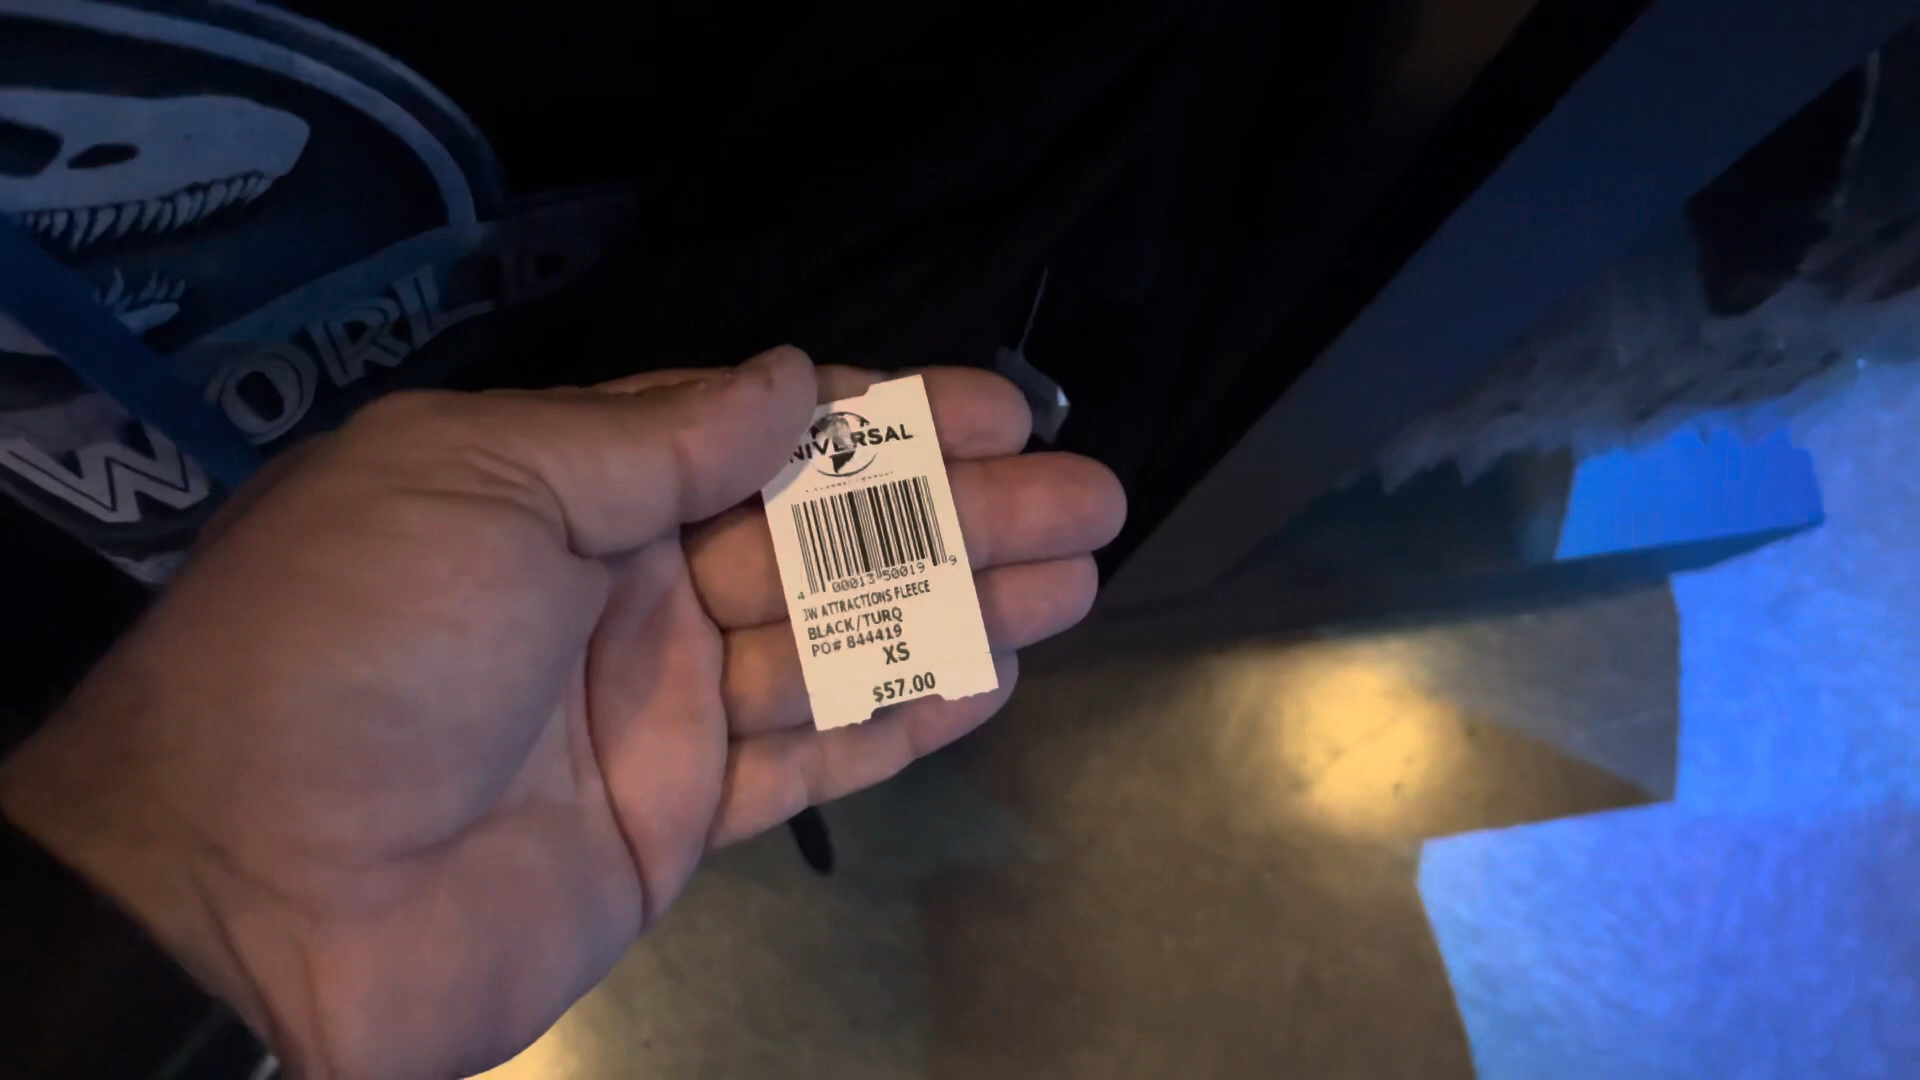 WORLD
UNIVERSAL
4 00013 50019 9
JW ATTRACTIONS FLEECE
BLACK/TURQ
PO# 844419
XS
$57.00